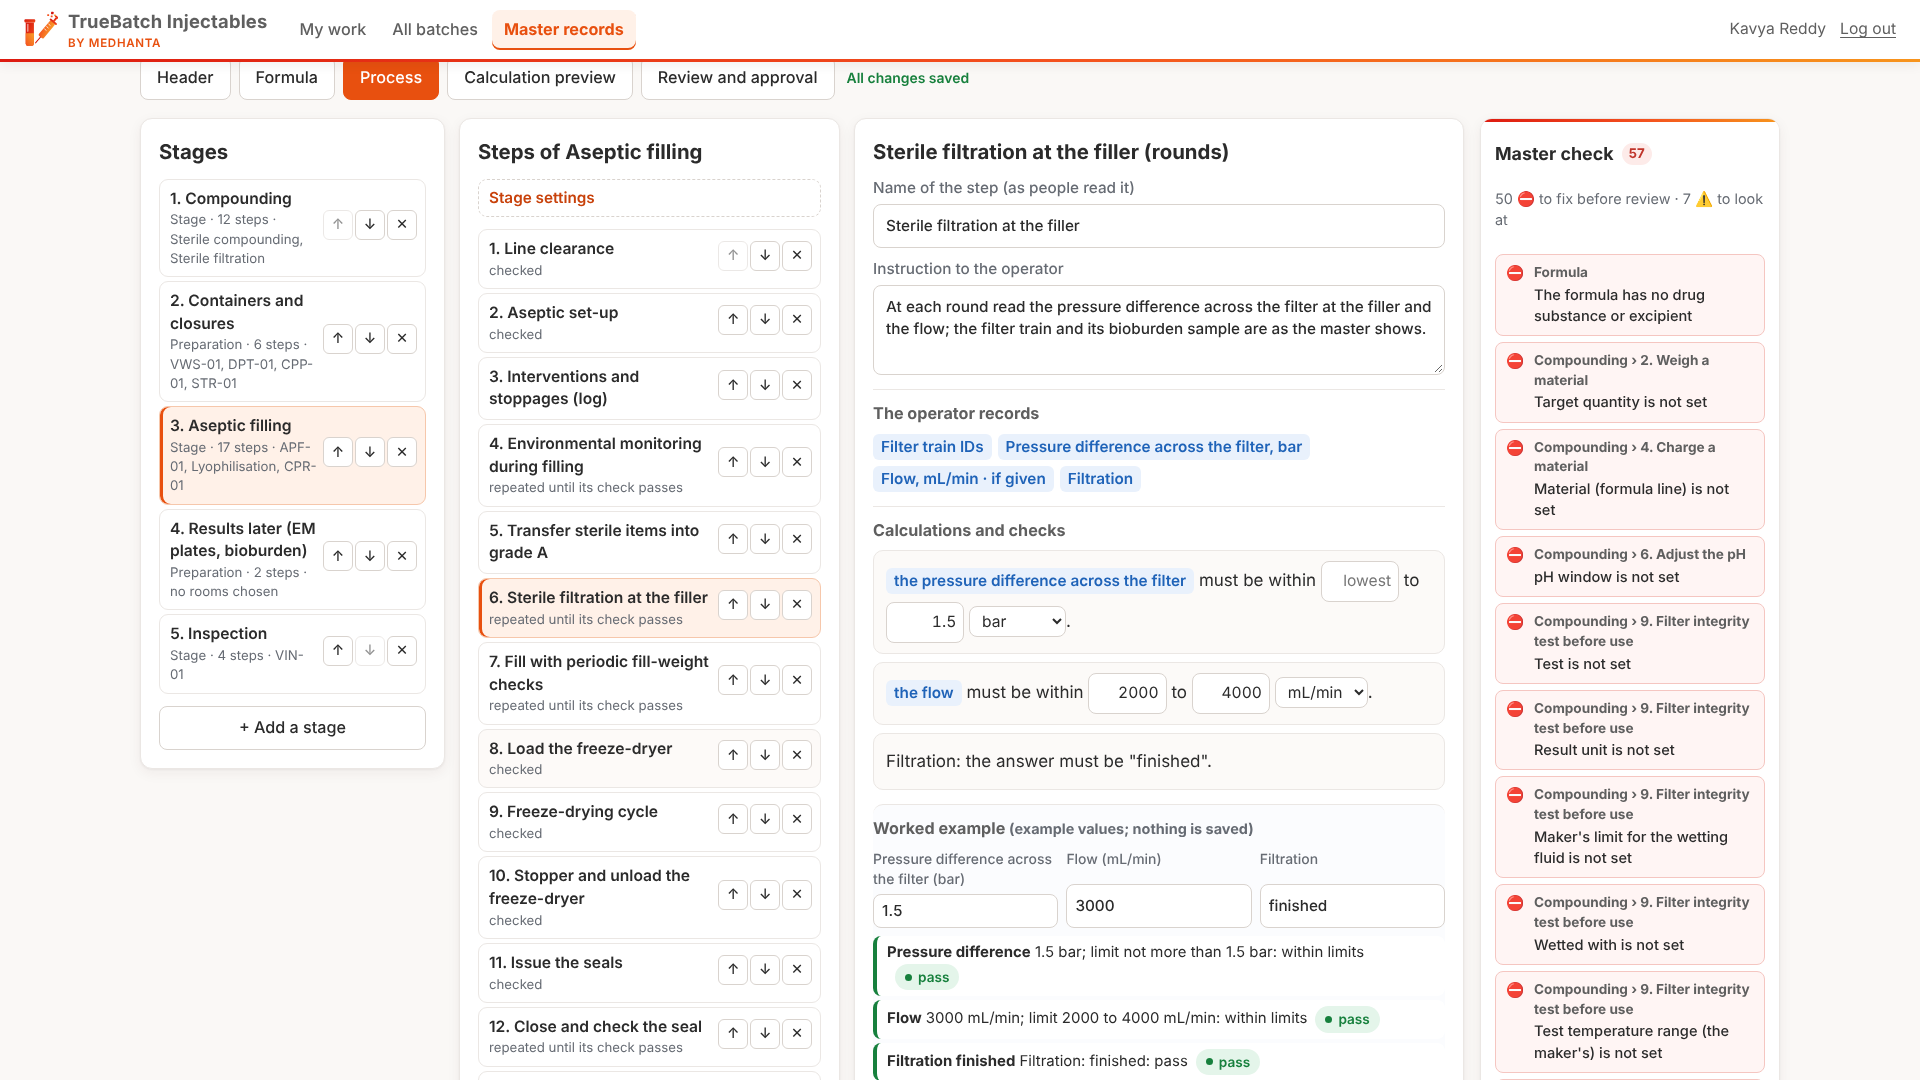 TrueBatch Injectables
BY MEDHANTA
My work
All batches
Master records
Kavya Reddy
Log out
Header
Formula
Process
Calculation preview
Review and approval
All changes saved
Stages
1. Compounding
Stage · 12 steps ·
Sterile compounding,
Sterile filtration
↑ ↓ ✕
2. Containers and
closures
Preparation · 6 steps ·
VWS-01, DPT-01, CPP-
01, STR-01
↑ ↓ ✕
3. Aseptic filling
Stage · 17 steps · APF-
01, Lyophilisation, CPR-
01
↑ ↓ ✕
4. Results later (EM
plates, bioburden)
Preparation · 2 steps ·
no rooms chosen
↑ ↓ ✕
5. Inspection
Stage · 4 steps · VIN-
01
↑ ↓ ✕
+ Add a stage
Steps of Aseptic filling
Stage settings
1. Line clearance
checked
↑ ↓ ✕
2. Aseptic set-up
checked
↑ ↓ ✕
3. Interventions and
stoppages (log)
↑ ↓ ✕
4. Environmental monitoring
during filling
repeated until its check passes
↑ ↓ ✕
5. Transfer sterile items into
grade A
↑ ↓ ✕
6. Sterile filtration at the filler
repeated until its check passes
↑ ↓ ✕
7. Fill with periodic fill-weight
checks
repeated until its check passes
↑ ↓ ✕
8. Load the freeze-dryer
checked
↑ ↓ ✕
9. Freeze-drying cycle
checked
↑ ↓ ✕
10. Stopper and unload the
freeze-dryer
checked
↑ ↓ ✕
11. Issue the seals
checked
↑ ↓ ✕
12. Close and check the seal
repeated until its check passes
↑ ↓ ✕
Sterile filtration at the filler (rounds)
Name of the step (as people read it)
Sterile filtration at the filler
Instruction to the operator
At each round read the pressure difference across the filter at the filler and
the flow; the filter train and its bioburden sample are as the master shows.
The operator records
Filter train IDs
Pressure difference across the filter, bar
Flow, mL/min · if given
Filtration
Calculations and checks
the pressure difference across the filter must be within lowest to
1.5 bar.
the flow must be within 2000 to 4000 mL/min.
Filtration: the answer must be "finished".
Worked example (example values; nothing is saved)
Pressure difference across
the filter (bar)
Flow (mL/min)
Filtration
1.5
3000
finished
Pressure difference 1.5 bar; limit not more than 1.5 bar: within limits
pass
Flow 3000 mL/min; limit 2000 to 4000 mL/min: within limits pass
Filtration finished Filtration: finished: pass pass
Master check 57
50 ⛔ to fix before review · 7 ⚠️ to look
at
Formula
The formula has no drug
substance or excipient
Compounding › 2. Weigh a
material
Target quantity is not set
Compounding › 4. Charge a
material
Material (formula line) is not
set
Compounding › 6. Adjust the pH
pH window is not set
Compounding › 9. Filter integrity
test before use
Test is not set
Compounding › 9. Filter integrity
test before use
Result unit is not set
Compounding › 9. Filter integrity
test before use
Maker's limit for the wetting
fluid is not set
Compounding › 9. Filter integrity
test before use
Wetted with is not set
Compounding › 9. Filter integrity
test before use
Test temperature range (the
maker's) is not set